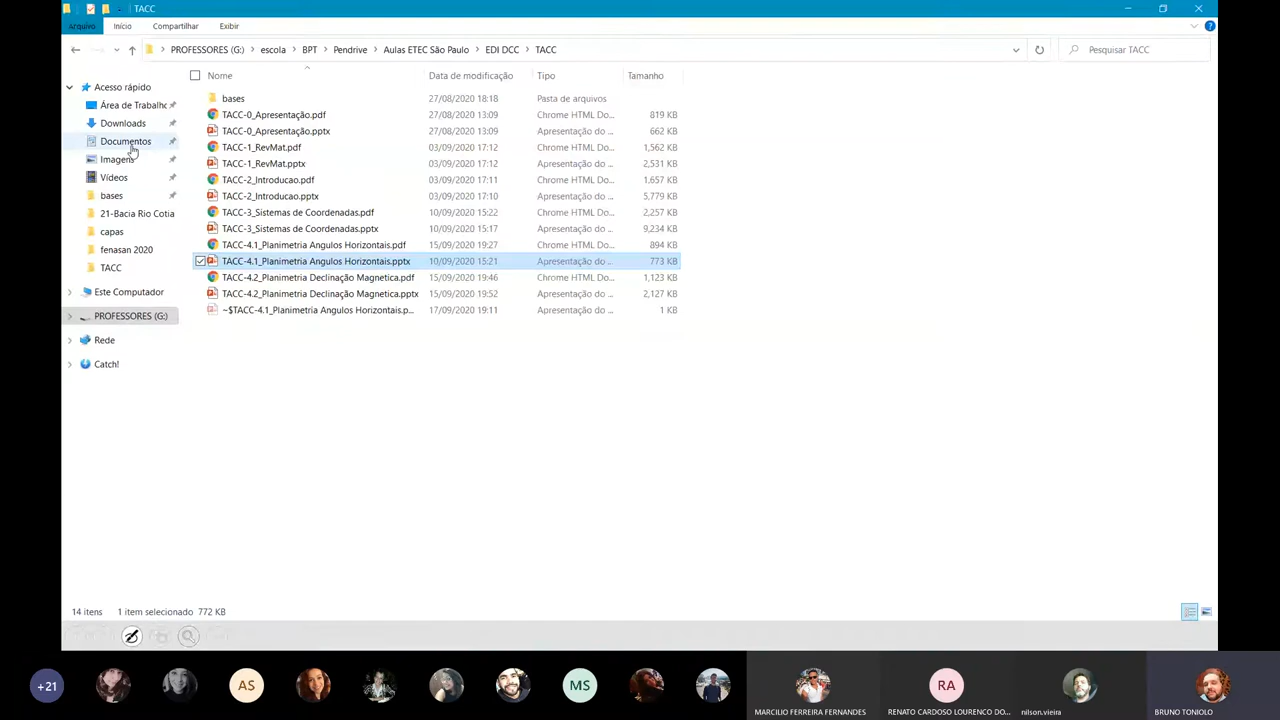 TACC
Arquivo Início Compartilhar Exibir
PROFESSORES (G:) > escola > BPT > Pendrive > Aulas ETEC São Paulo > EDI DCC > TACC
Pesquisar TACC
Nome Data de modificação Tipo Tamanho
Acesso rápido
Área de Trabalho
Downloads
Documentos
Imagens
Vídeos
bases
21-Bacia Rio Cotia
capas
fenasan 2020
TACC
Este Computador
PROFESSORES (G:)
Rede
Catch!
bases 27/08/2020 18:18 Pasta de arquivos
TACC-0_Apresentação.pdf 27/08/2020 13:09 Chrome HTML Do... 819 KB
TACC-0_Apresentação.pptx 27/08/2020 13:09 Apresentação do ... 662 KB
TACC-1_RevMat.pdf 03/09/2020 17:12 Chrome HTML Do... 1,562 KB
TACC-1_RevMat.pptx 03/09/2020 17:12 Apresentação do ... 2,531 KB
TACC-2_Introducao.pdf 03/09/2020 17:11 Chrome HTML Do... 1,657 KB
TACC-2_Introducao.pptx 03/09/2020 17:10 Apresentação do ... 5,779 KB
TACC-3_Sistemas de Coordenadas.pdf 10/09/2020 15:22 Chrome HTML Do... 2,257 KB
TACC-3_Sistemas de Coordenadas.pptx 10/09/2020 15:17 Apresentação do ... 9,234 KB
TACC-4.1_Planimetria Angulos Horizontais.pdf 15/09/2020 19:27 Chrome HTML Do... 894 KB
TACC-4.1_Planimetria Angulos Horizontais.pptx 10/09/2020 15:21 Apresentação do ... 773 KB
TACC-4.2_Planimetria Declinação Magnetica.pdf 15/09/2020 19:46 Chrome HTML Do... 1,123 KB
TACC-4.2_Planimetria Declinação Magnetica.pptx 15/09/2020 19:52 Apresentação do ... 2,127 KB
~$TACC-4.1_Planimetria Angulos Horizontais.p... 17/09/2020 19:11 Apresentação do ... 1 KB
14 itens 1 item selecionado 772 KB
+21 AS MS RA
MARCILIO FERREIRA FERNANDES RENATO CARDOSO LOURENCO DO... nilson.vieira BRUNO TONIOLO